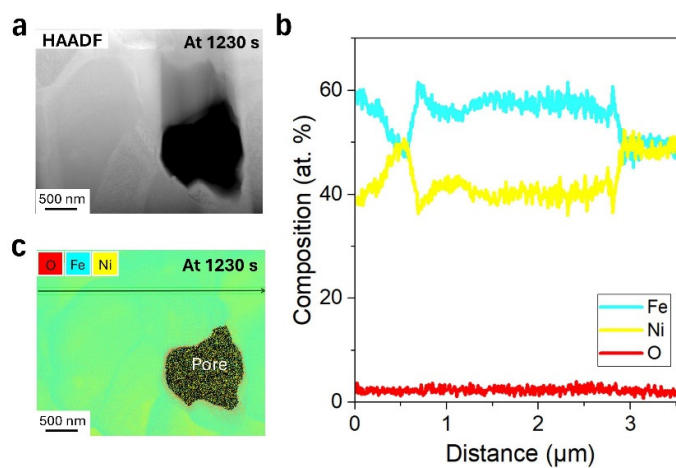 a
HAADF
At 1230 s
500 nm
b
Composition (at. %)
60
40
20
0
0
1
2
3
Distance (µm)
Fe
Ni
O
c
O Fe Ni
At 1230 s
Pore
500 nm